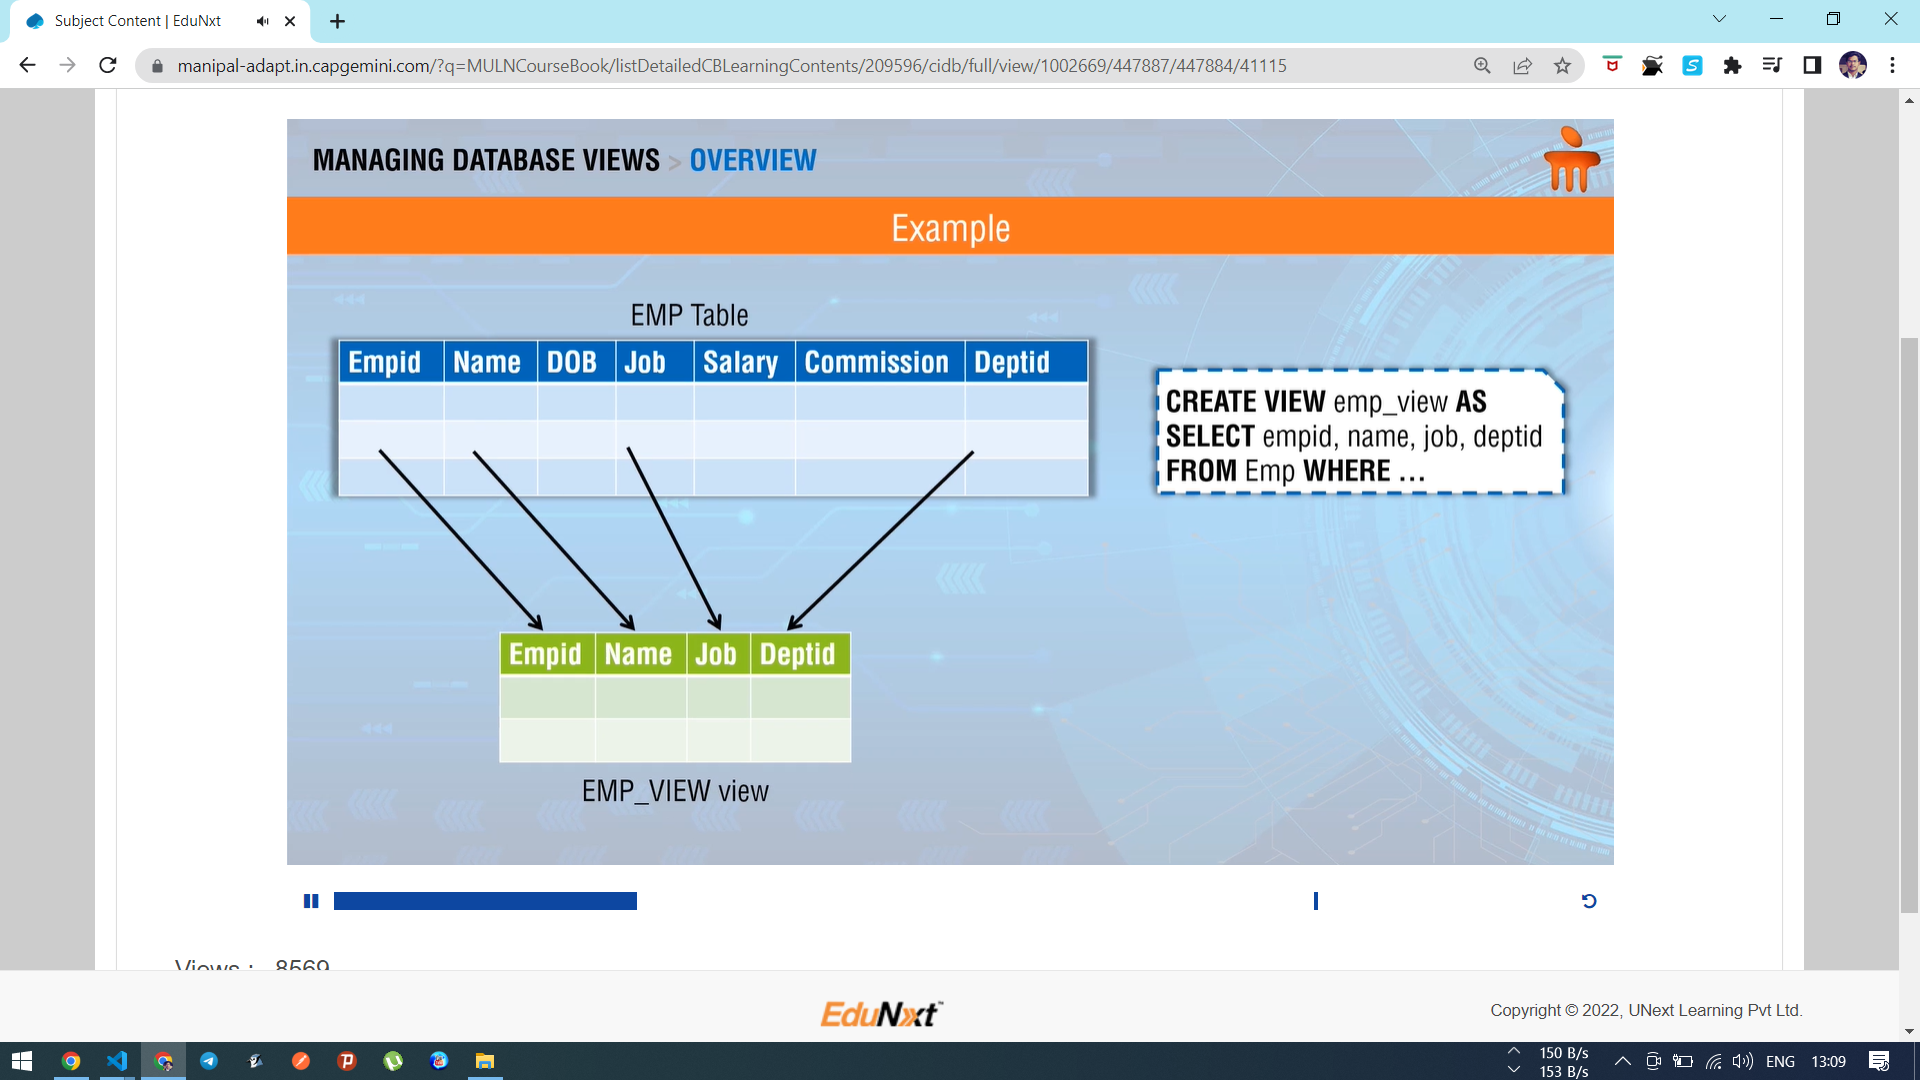 Subject Content | EduNxt
manipal-adapt.in.capgemini.com/?q=MULNCourseBook/listDetailedCBLearningContents/209596/cidb/full/view/1002669/447887/447884/41115
MANAGING DATABASE VIEWS > OVERVIEW
Example
EMP Table
Empid Name DOB Job Salary Commission Deptid
CREATE VIEW emp_view AS
SELECT empid, name, job, deptid
FROM Emp WHERE ...
Empid Name Job Deptid
EMP_VIEW view
Views : 8569
EduNxt
Copyright © 2022, UNext Learning Pvt Ltd.
150 B/s
153 B/s
ENG 13:09